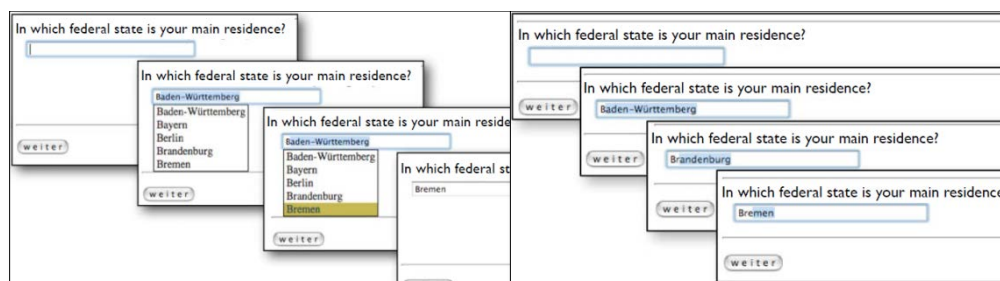 In which federal state is your main residence?
weiter
In which federal state is your main residence?
Baden-Württemberg
Baden-Württemberg
Bayern
Berlin
Brandenburg
Bremen
weiter
In which federal state is your main reside
Baden-Württemberg
Baden-Württemberg
Bayern
Berlin
Brandenburg
Bremen
weiter
In which federal st
Bremen
In which federal state is your main residence?
weiter
In which federal state is your main residence?
Baden-Württemberg
weiter
In which federal state is your main residence?
Brandenburg
weiter
In which federal state is your main residence
Bremen
weiter